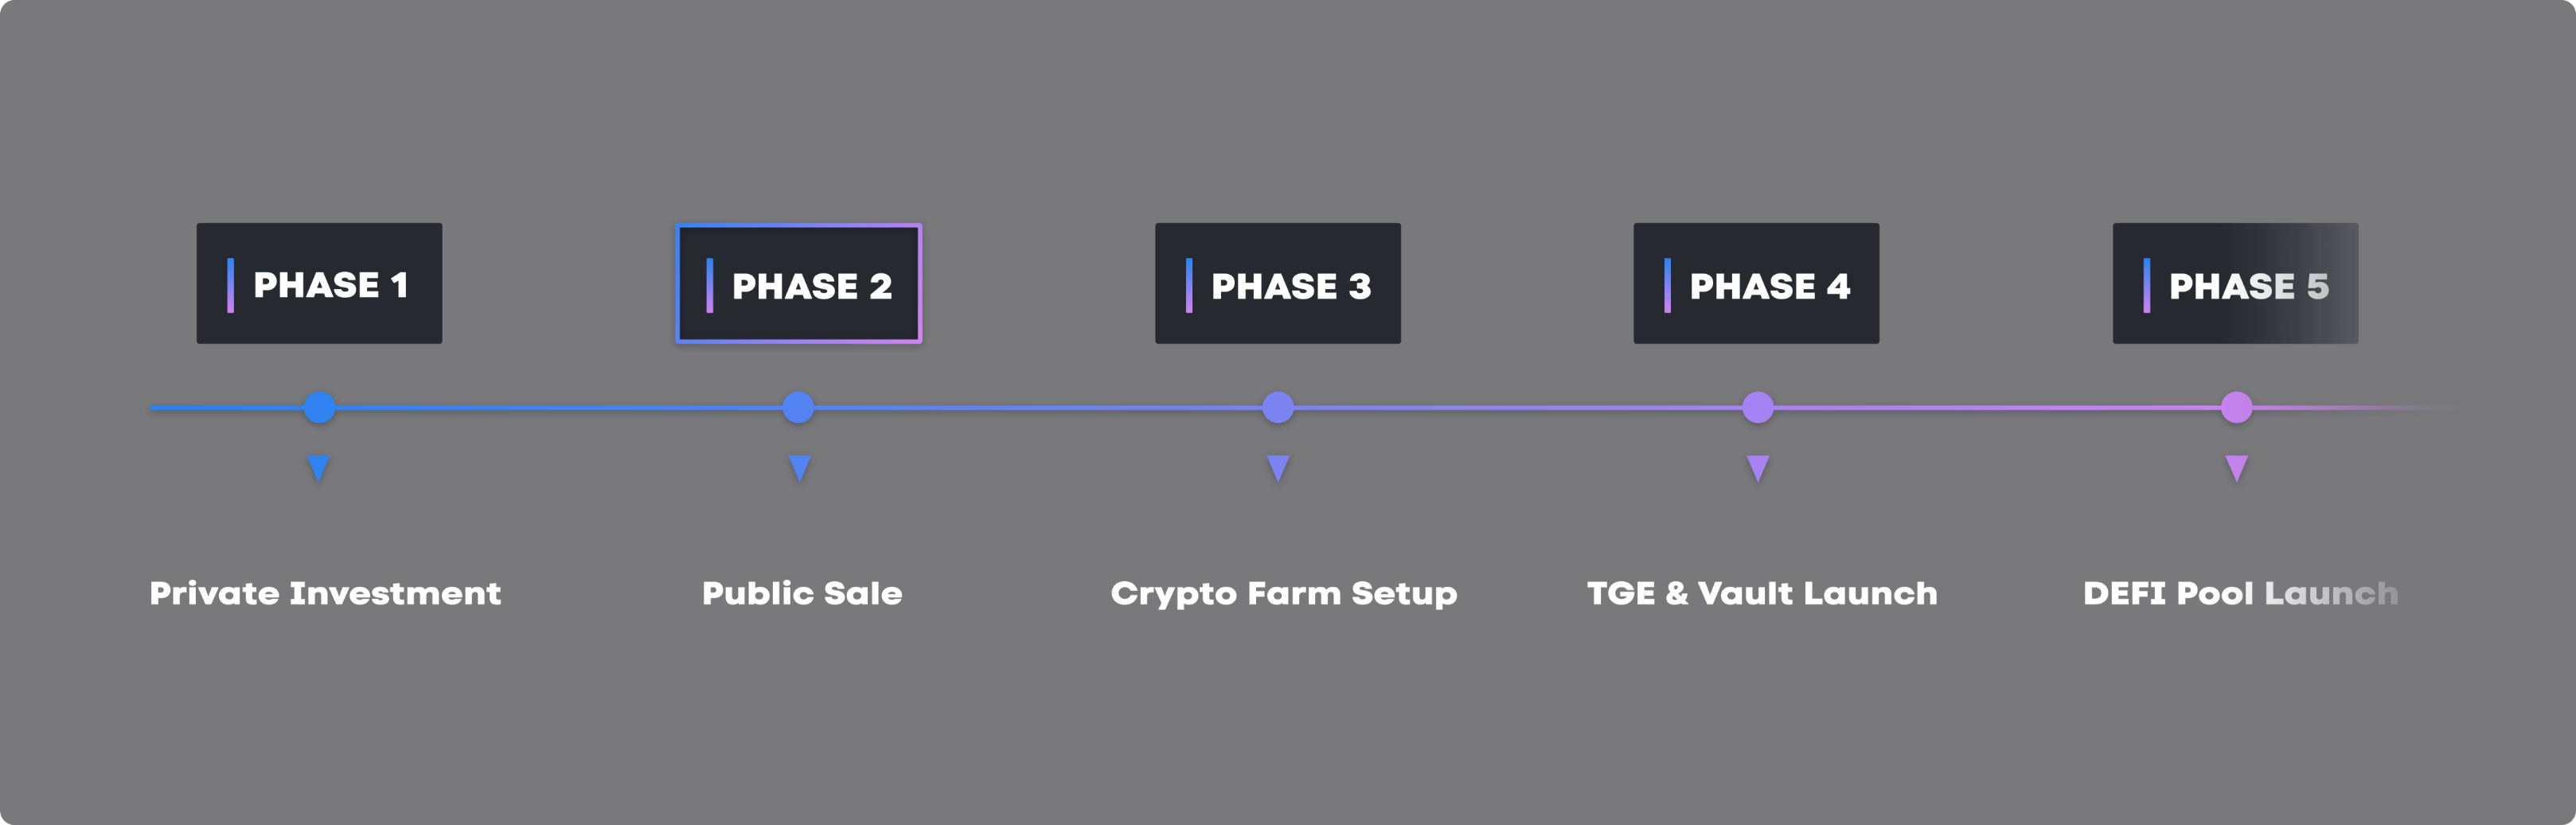 PHASE 1
PHASE 2
PHASE 3
PHASE 4
PHASE 5
Private Investment
Public Sale
Crypto Farm Setup
TGE & Vault Launch
DEFI Pool Launch